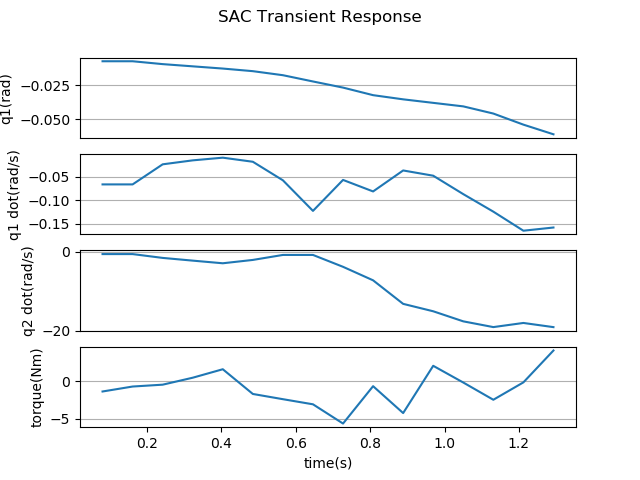 SAC Transient Response
−0.025
−0.050
q1(rad)
−0.05
−0.10
−0.15
q1 dot(rad/s)
0
−20
q2 dot(rad/s)
0
−5
torque(Nm)
0.2 0.4 0.6 0.8 1.0 1.2
time(s)